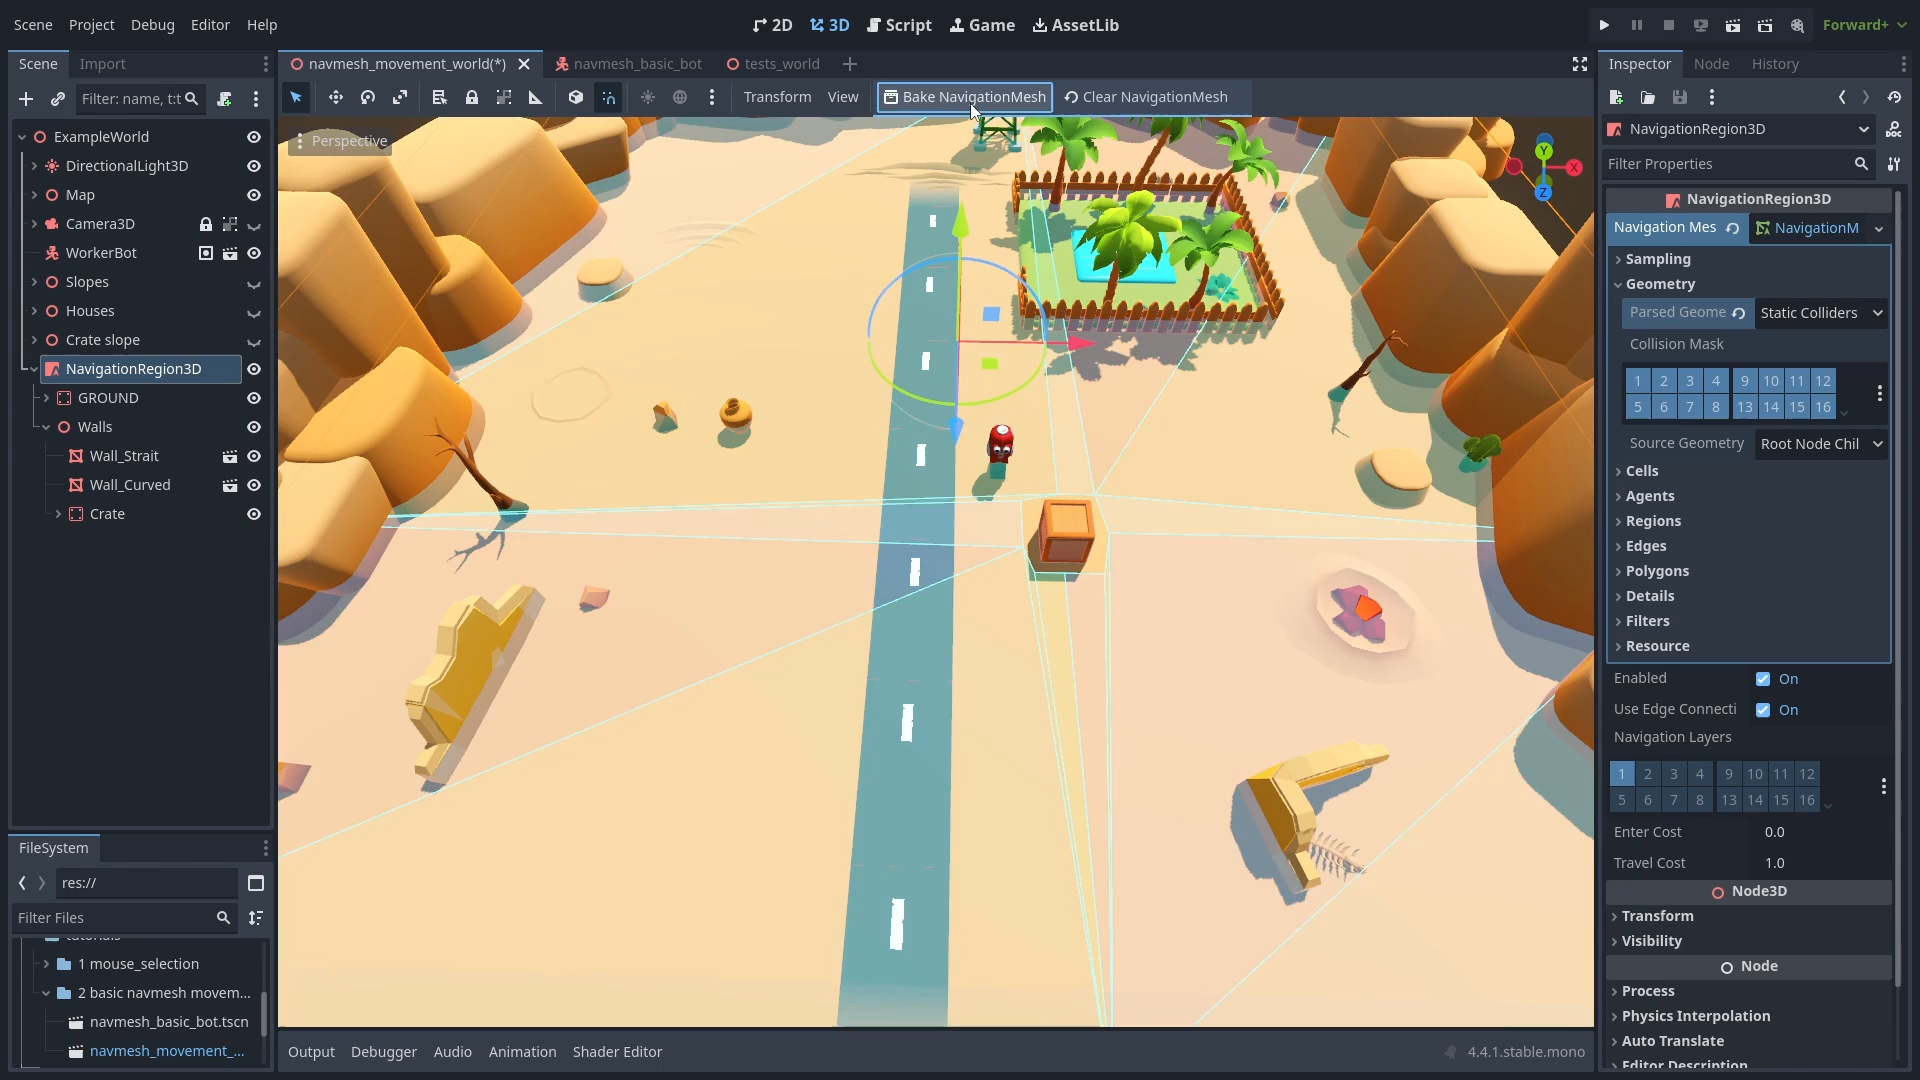 Scene Project Debug Editor Help
2D 3D Script Game AssetLib
Forward+
Scene Import
Filter: name, t:t
ExampleWorld
DirectionalLight3D
Map
Camera3D
WorkerBot
Slopes
Houses
Crate slope
NavigationRegion3D
GROUND
Walls
Wall_Strait
Wall_Curved
Crate
FileSystem
res://
Filter Files
tutorials
1 mouse_selection
2 basic navmesh movem...
navmesh_basic_bot.tscn
navmesh_movement_...
navmesh_movement_world(*) navmesh_basic_bot tests_world
Transform View Bake NavigationMesh Clear NavigationMesh
Perspective
Y
X
Z
Output Debugger Audio Animation Shader Editor 4.4.1.stable.mono
Inspector Node History
NavigationRegion3D
Filter Properties
NavigationRegion3D
Navigation Mes NavigationM
Sampling
Geometry
Parsed Geome Static Colliders
Collision Mask
1 2 3 4 9 10 11 12
5 6 7 8 13 14 15 16
Source Geometry Root Node Chil
Cells
Agents
Regions
Edges
Polygons
Details
Filters
Resource
Enabled On
Use Edge Connecti On
Navigation Layers
1 2 3 4 9 10 11 12
5 6 7 8 13 14 15 16
Enter Cost 0.0
Travel Cost 1.0
Node3D
Transform
Visibility
Node
Process
Physics Interpolation
Auto Translate
Editor Description